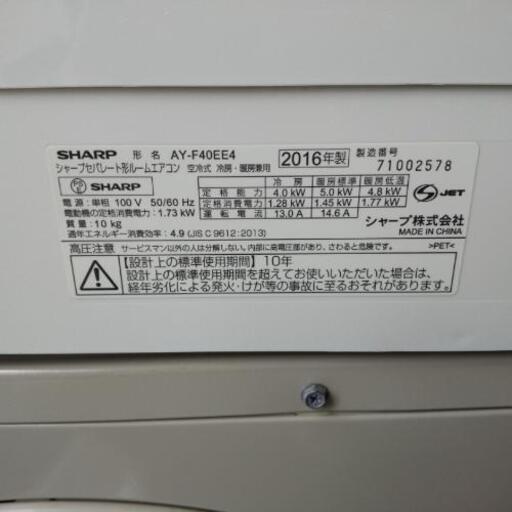 SHARP 形名 AY-F40EE4 2016年製 製造番号 71002578
シャープセパレート形ルームエアコン 空冷式 冷房・暖房兼用
PS E SHARP
電源:単相 100 V 50/60 Hz
電動機の定格消費電力:1.73 kW
質量:10 kg
冷房 暖房標準 暖房低温
定格能力 4.0 kW 5.0 kW 4.8 kW
定格消費電力 1.28 kW 1.45 kW 1.77 kW
運転電流 13.0 A 14.6 A
S JET
シャープ株式会社
MADE IN CHINA
通年エネルギー消費効率:4.9 (JIS C 9612:2013)
高圧注意 サービスマン以外の人は分解しない。内部に高電圧部があり、さわると危険です。
>PET<
【設計上の標準使用期間】10年
設計上の標準使用期間を超えてお使いいただいた場合は、
経年劣化による発火・けが等の事故に至るおそれがあります。